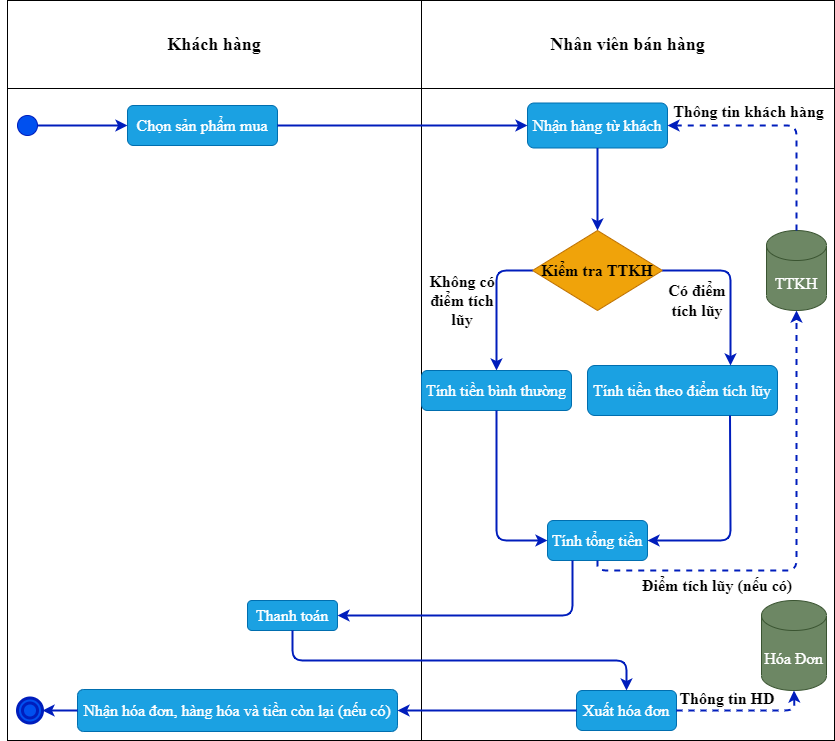 Khách hàng
Nhân viên bán hàng
Chọn sản phẩm mua
Nhận hàng từ khách
Thông tin khách hàng
Kiểm tra TTKH
TTKH
Không có
điểm tích
lũy
Có điểm
tích lũy
Tính tiền bình thường
Tính tiền theo điểm tích lũy
Tính tổng tiền
Điểm tích lũy (nếu có)
Thanh toán
Hóa Đơn
Nhận hóa đơn, hàng hóa và tiền còn lại (nếu có)
Xuất hóa đơn
Thông tin HD